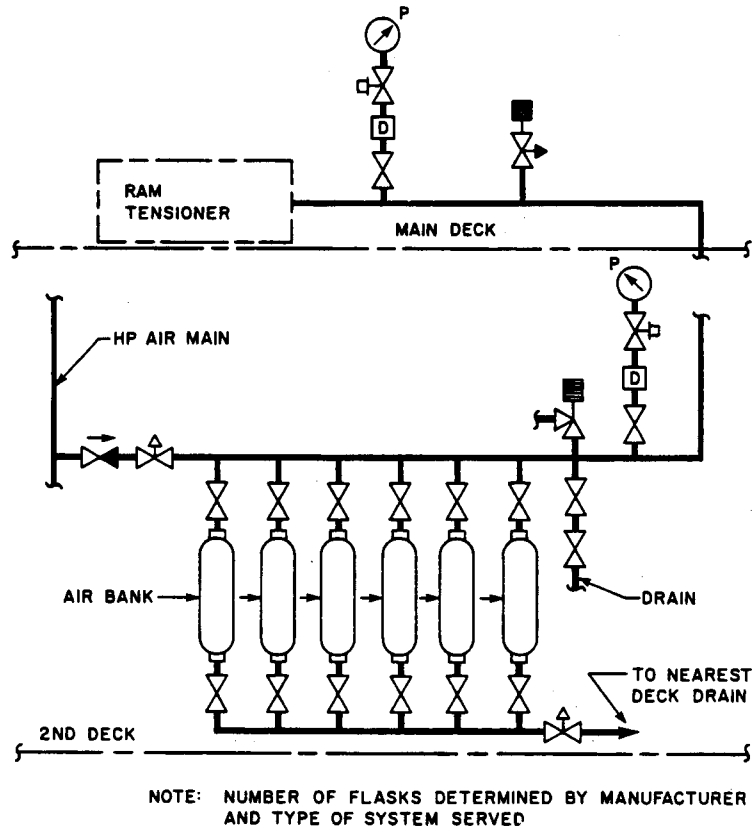 P
D
RAM
TENSIONER
MAIN DECK
P
HP AIR MAIN
D
AIR BANK
DRAIN
TO NEAREST
DECK DRAIN
2ND DECK
NOTE: NUMBER OF FLASKS DETERMINED BY MANUFACTURER
AND TYPE OF SYSTEM SERVED